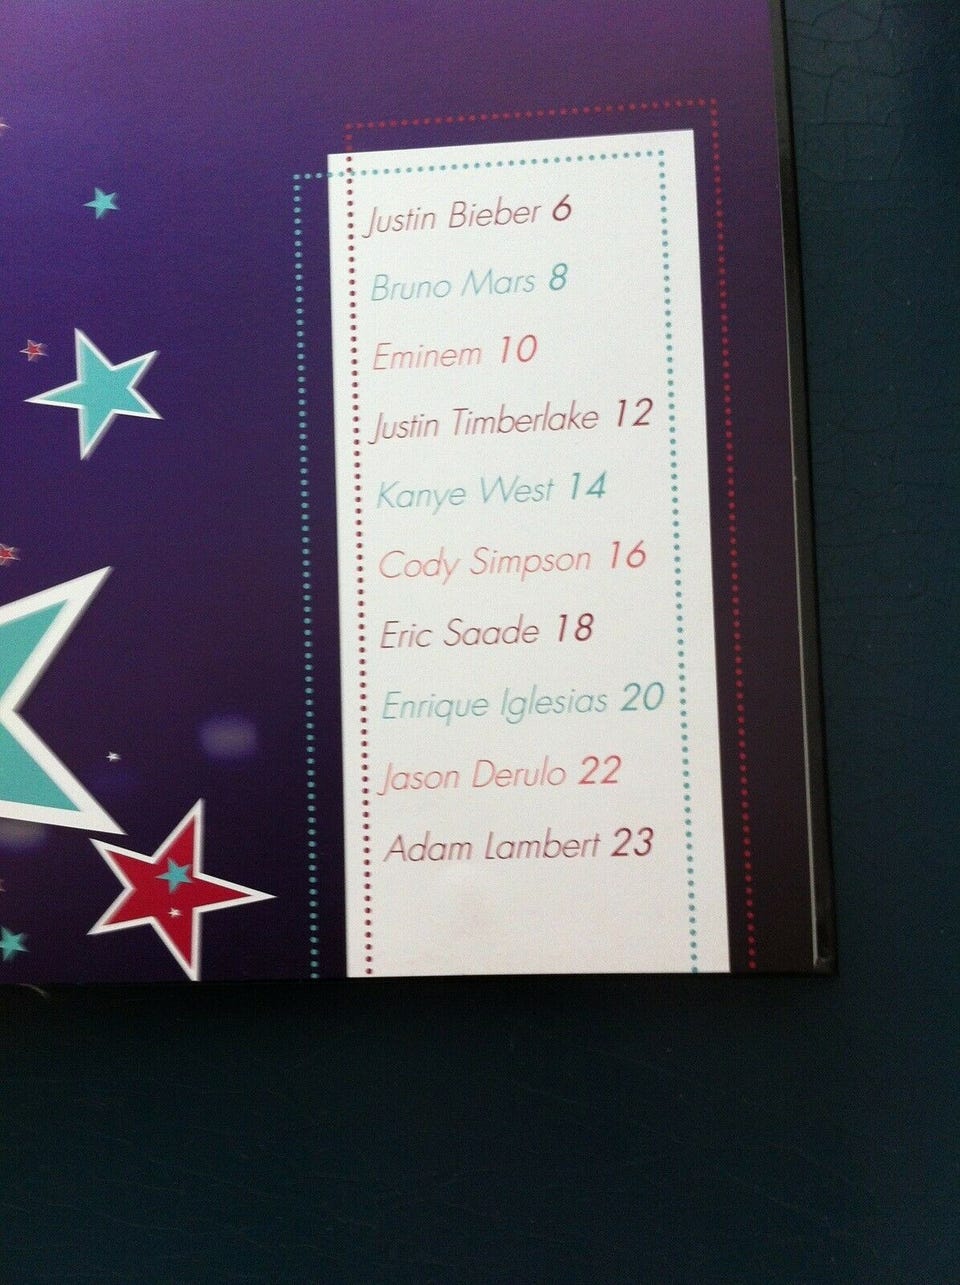 Justin Bieber 6
Bruno Mars 8
Eminem 10
Justin Timberlake 12
Kanye West 14
Cody Simpson 16
Eric Saade 18
Enrique Iglesias 20
Jason Derulo 22
Adam Lambert 23